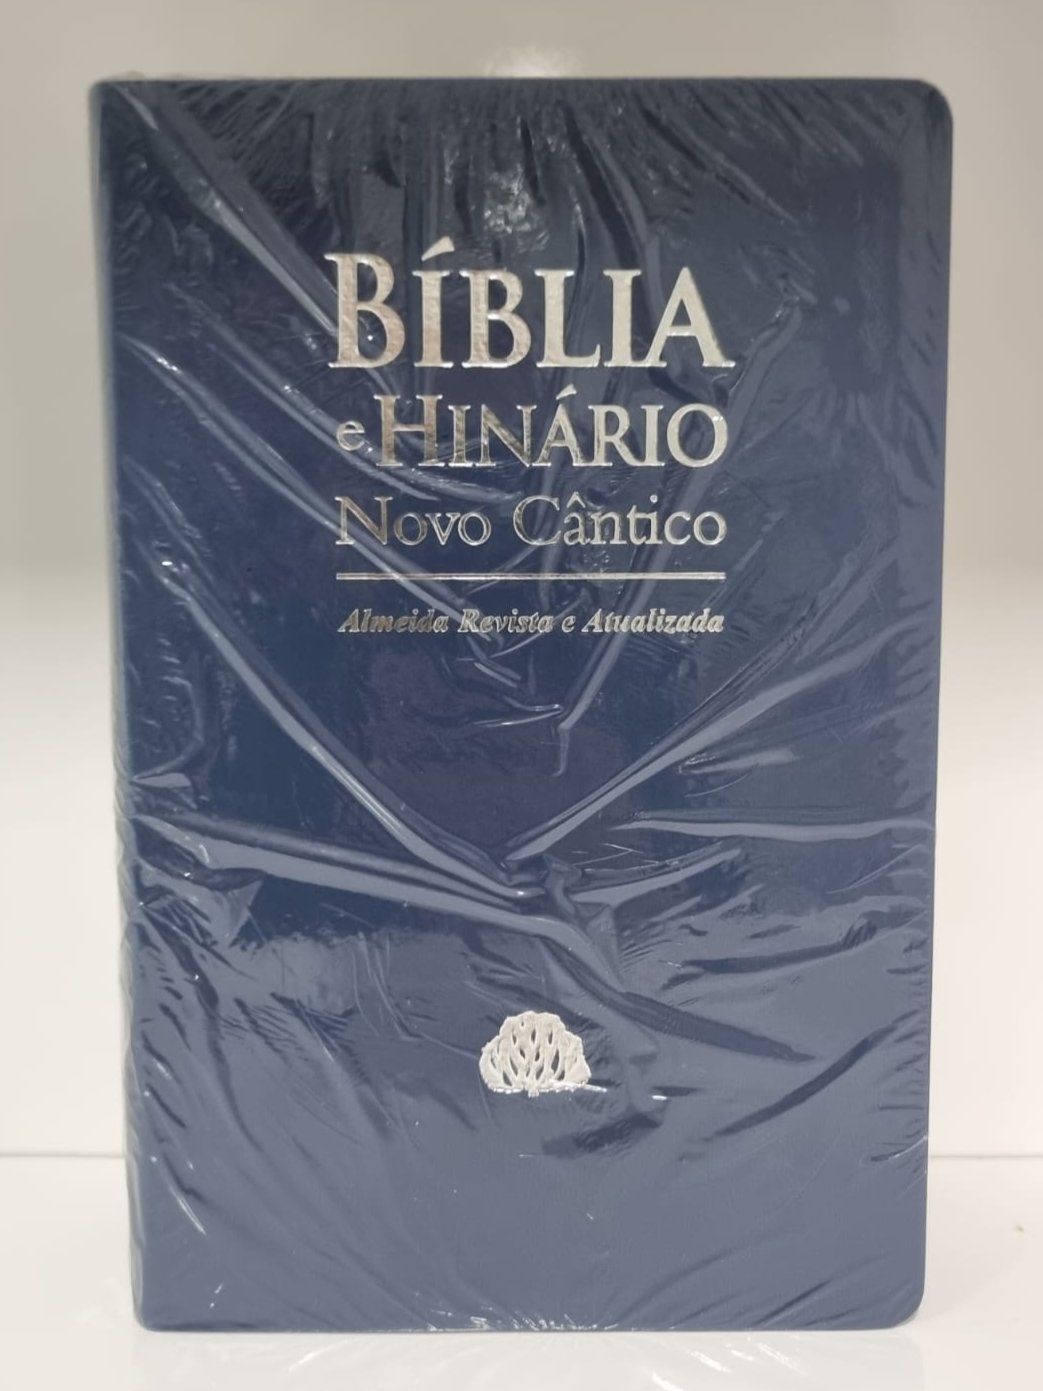 BÍBLIA
e HINÁRIO
NOVO CÂNTICO
Almeida Revista e Atualizada